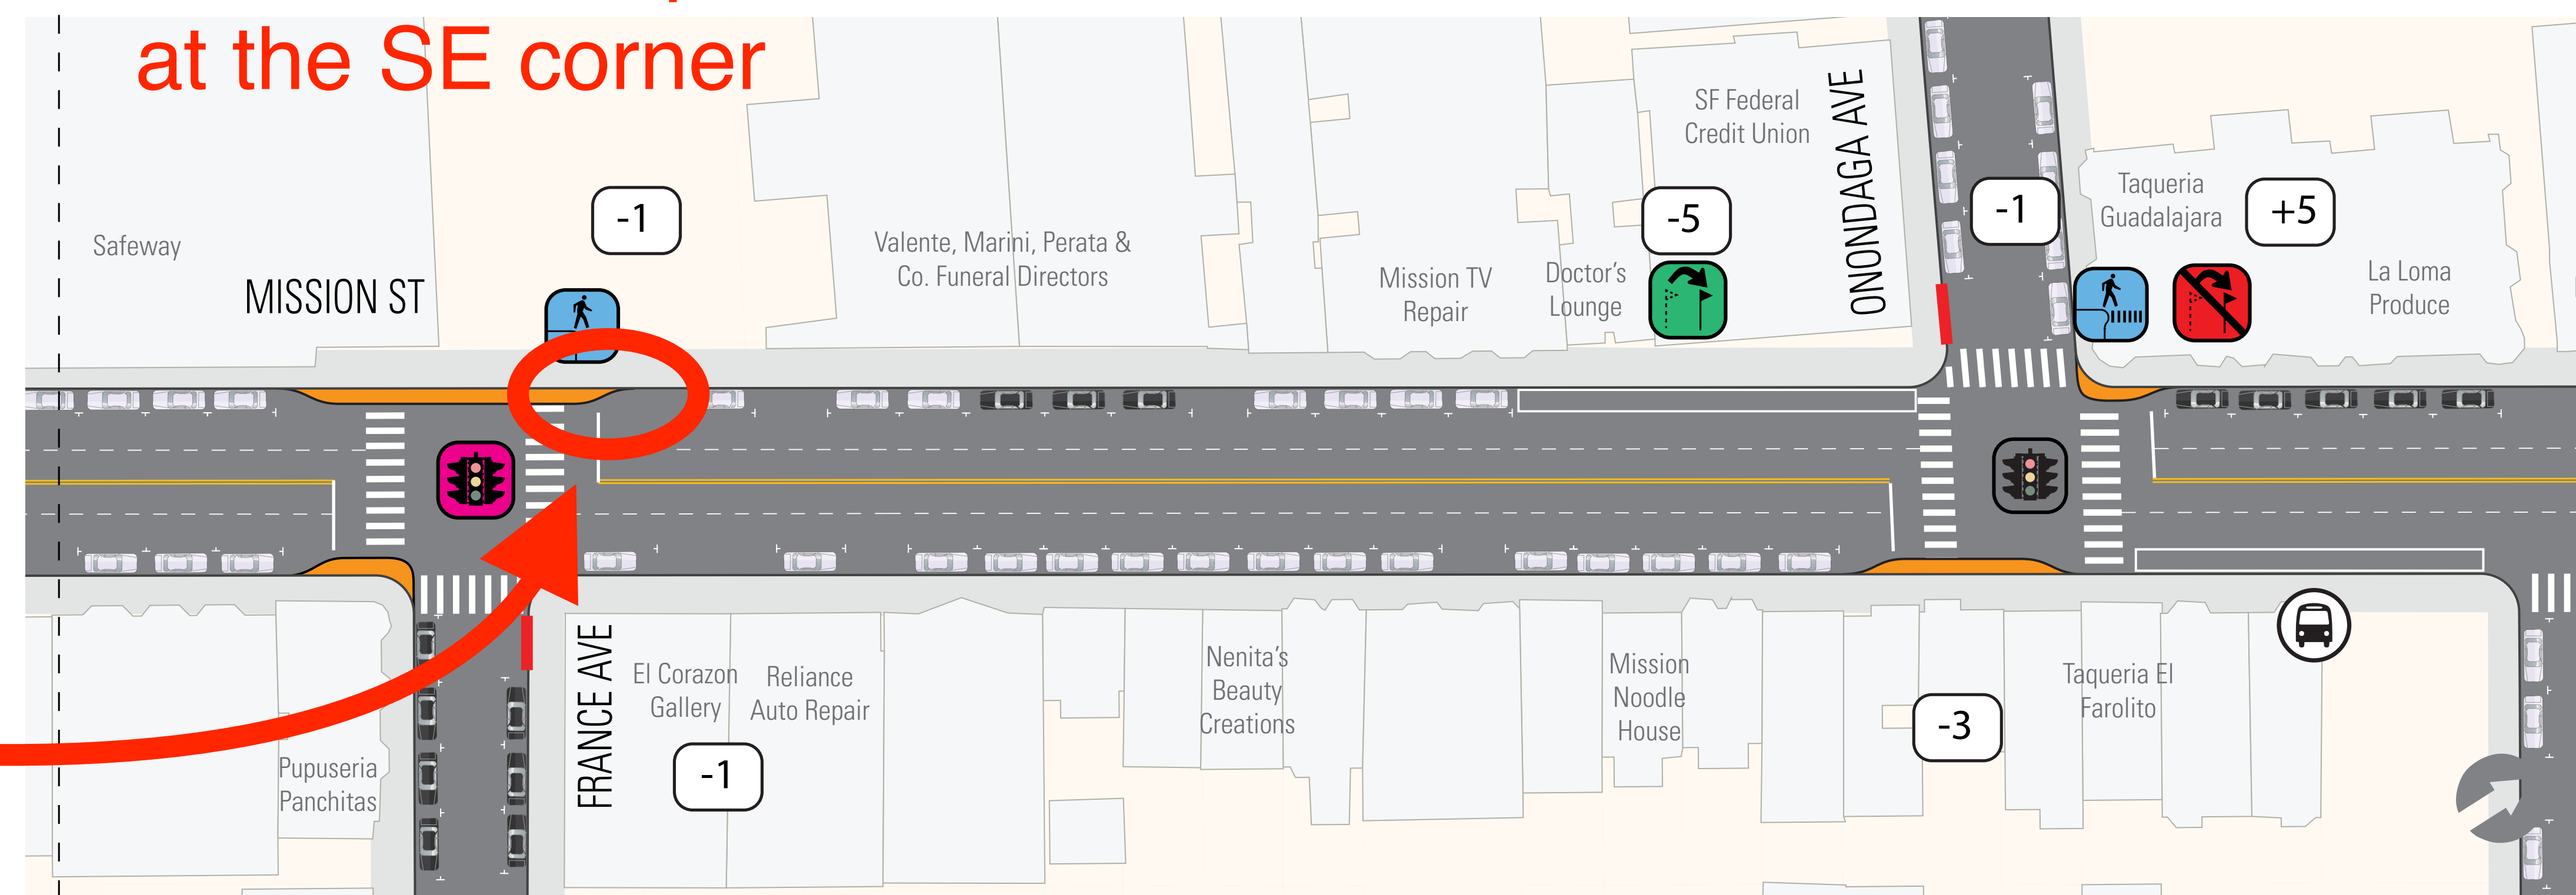 at the SE corner
SF Federal
Credit Union
ONONDAGA AVE
Taqueria
Guadalajara
-1
-5
-1
+5
Safeway
MISSION ST
Valente, Marini, Perata &
Co. Funeral Directors
Mission TV
Repair
Doctor's
Lounge
La Loma
Produce
FRANCE AVE
El Corazon
Gallery
Reliance
Auto Repair
-1
Nenita's
Beauty
Creations
Mission
Noodle
House
-3
Taqueria El
Farolito
Pupuseria
Panchitas